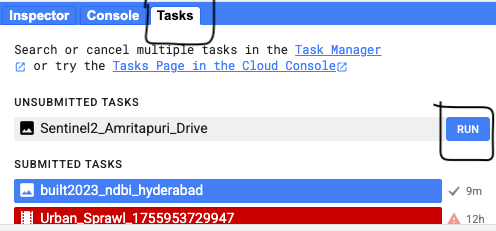 Inspector Console Tasks
Search or cancel multiple tasks in the Task Manager
or try the Tasks Page in the Cloud Console
UNSUBMITTED TASKS
Sentinel2_Amritapuri_Drive RUN
SUBMITTED TASKS
built2023_ndbi_hyderabad 9m
Urban_Sprawl_1755953729947 12h